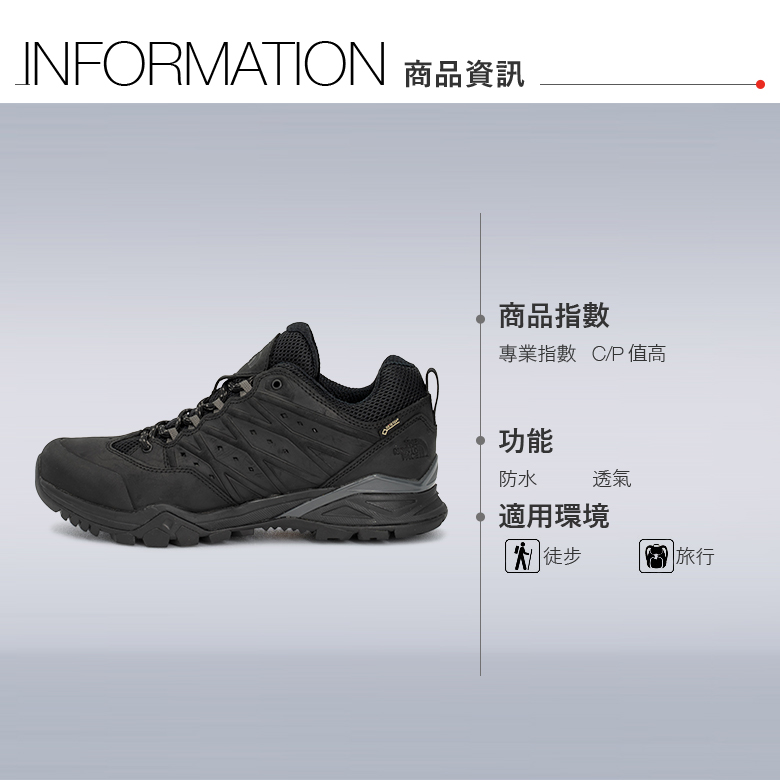 INFORMATION 商品資訊
商品指數
專業指數 C/P 值高
功能
防水 透氣
適用環境
徒步 旅行